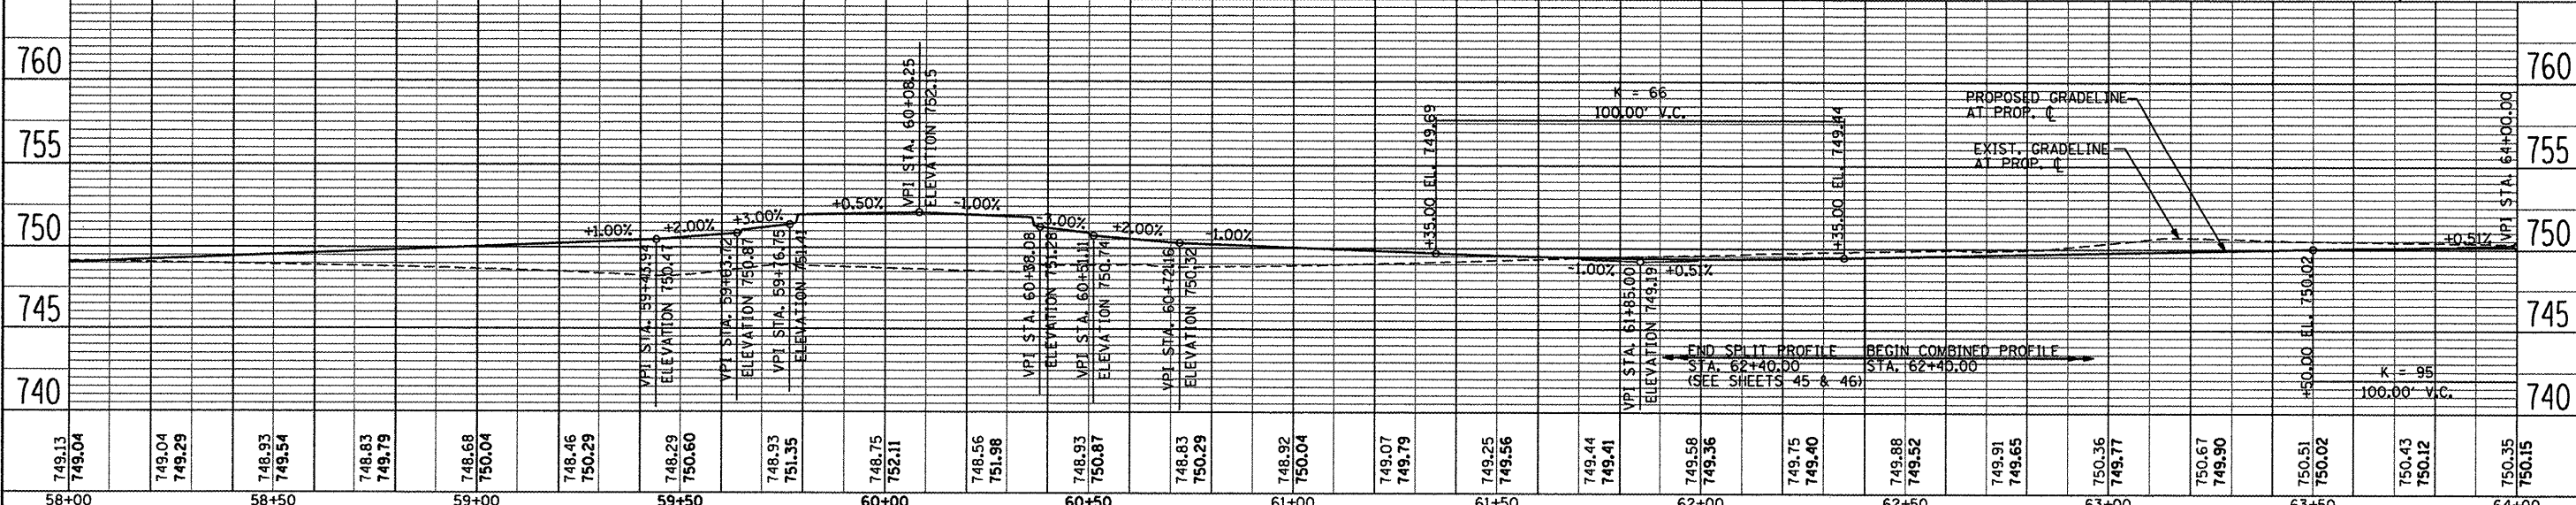 760
755
750
745
740
760
755
750
745
740
+1.00%
+2.00%
+3.00%
+0.50%
-1.00%
-3.00%
+2.00%
-1.00%
-1.00%
+0.51%
+0.51%
VPI STA. 59+43.94
ELEVATION 750.47
VPI STA. 59+63.72
ELEVATION 750.87
VPI STA. 59+76.75
ELEVATION 751.41
VPI STA. 60+08.25
ELEVATION 752.15
VPI STA. 60+38.08
ELEVATION 751.28
VPI STA. 60+51.11
ELEVATION 750.74
VPI STA. 60+72.16
ELEVATION 750.32
+35.00 EL. 749.69
K = 66
100.00' V.C.
+35.00 EL. 749.44
VPI STA. 61+85.00
ELEVATION 749.19
PROPOSED GRADELINE
AT PROP. ℄
EXIST. GRADELINE
AT PROP. ℄
END SPLIT PROFILE
STA. 62+40.00
(SEE SHEETS 45 & 46)
BEGIN COMBINED PROFILE
STA. 62+40.00
+50.00 EL. 750.02
K = 95
100.00' V.C.
VPI STA. 64+00.00
749.13
749.04
749.04
749.29
748.93
749.54
748.83
749.79
748.68
750.04
748.46
750.29
748.29
750.60
748.93
751.35
748.75
752.11
748.56
751.98
748.93
750.87
748.83
750.29
748.92
750.04
749.07
749.79
749.25
749.56
749.44
749.41
749.58
749.36
749.75
749.40
749.88
749.52
749.91
749.65
750.36
749.77
750.67
749.90
750.51
750.02
750.43
750.12
750.35
750.15
58+00
58+50
59+00
59+50
60+00
60+50
61+00
61+50
62+00
62+50
63+00
63+50
64+00